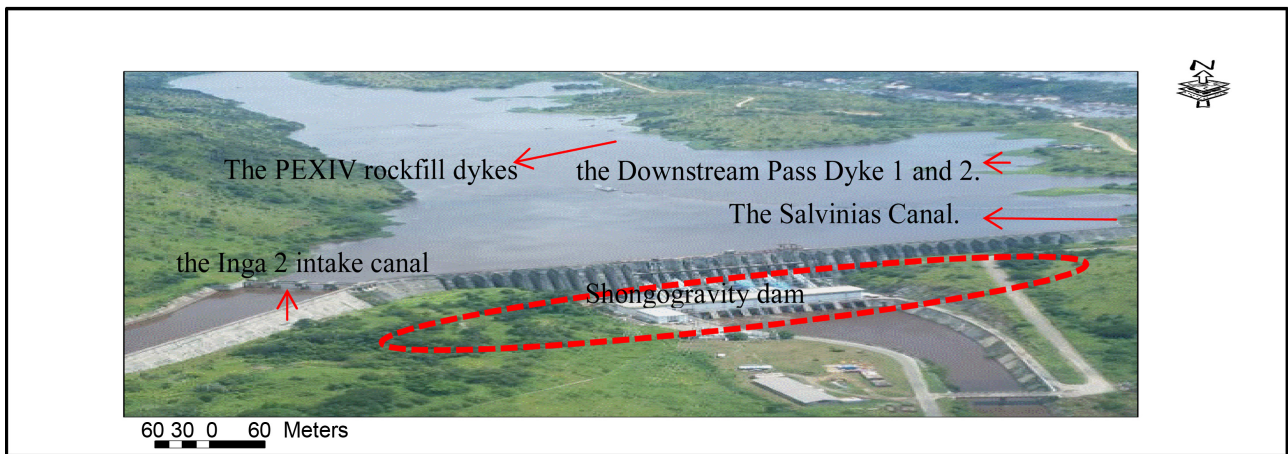 N
The PEXIV rockfill dykes
the Downstream Pass Dyke 1 and 2.
The Salvinias Canal.
the Inga 2 intake canal
Shongogravity dam
60 30 0 60 Meters